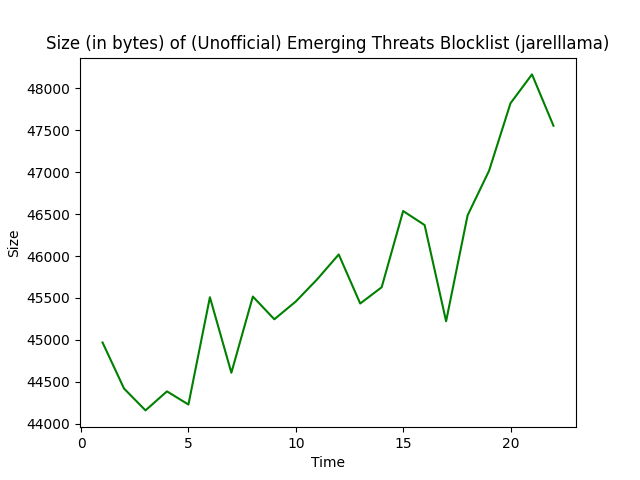 Size (in bytes) of (Unofficial) Emerging Threats Blocklist (jarelllama)
48000
47500
47000
46500
46000
45500
45000
44500
44000
Size
0 5 10 15 20
Time